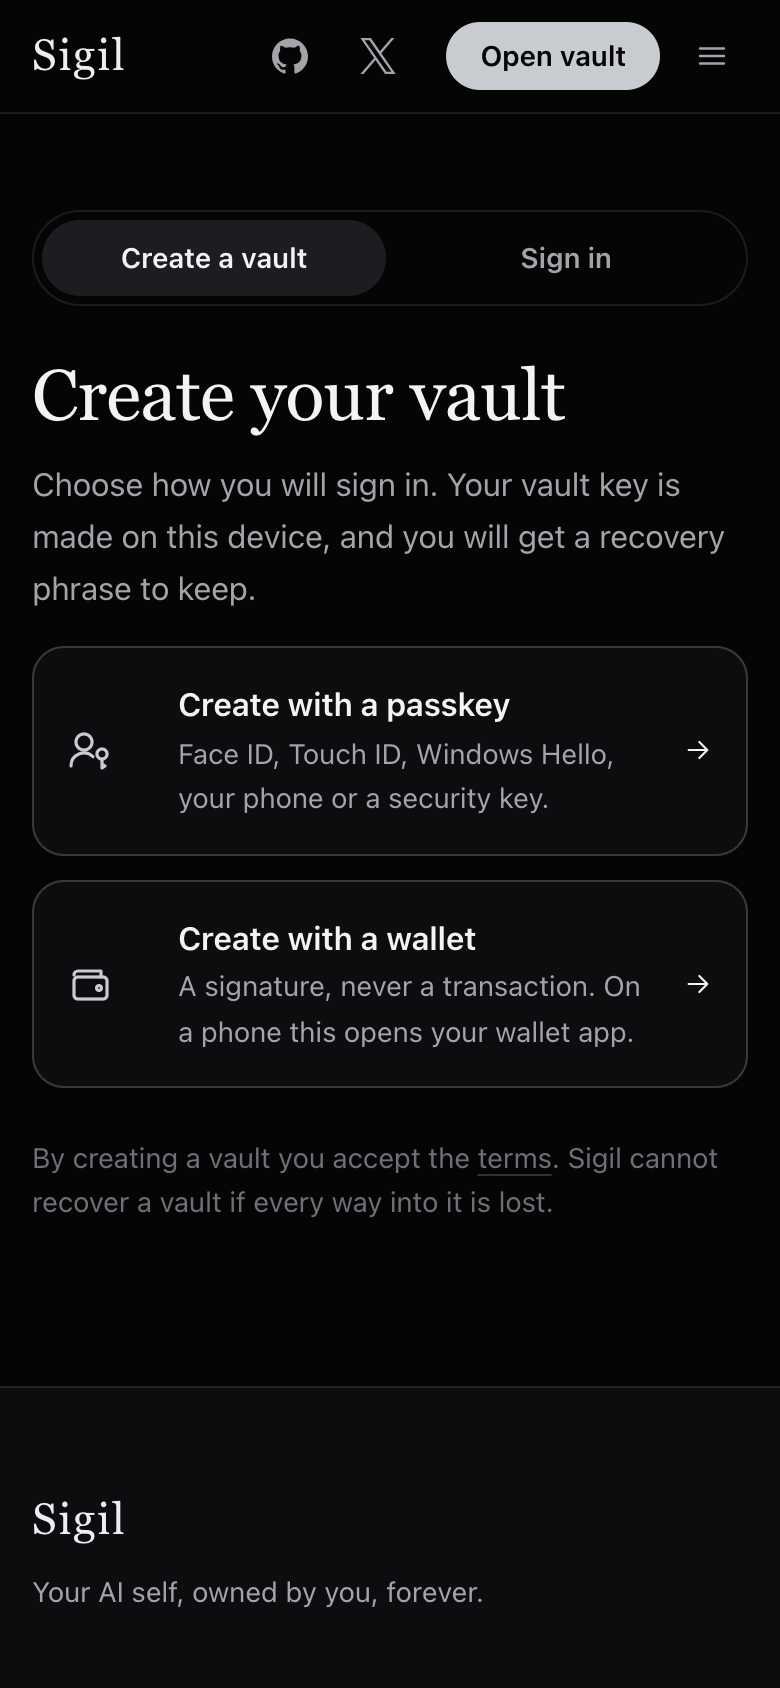 Sigil
Open vault
Create a vault
Sign in
Create your vault
Choose how you will sign in. Your vault key is
made on this device, and you will get a recovery
phrase to keep.
Create with a passkey
Face ID, Touch ID, Windows Hello,
your phone or a security key.
Create with a wallet
A signature, never a transaction. On
a phone this opens your wallet app.
By creating a vault you accept the terms. Sigil cannot
recover a vault if every way into it is lost.
Sigil
Your AI self, owned by you, forever.